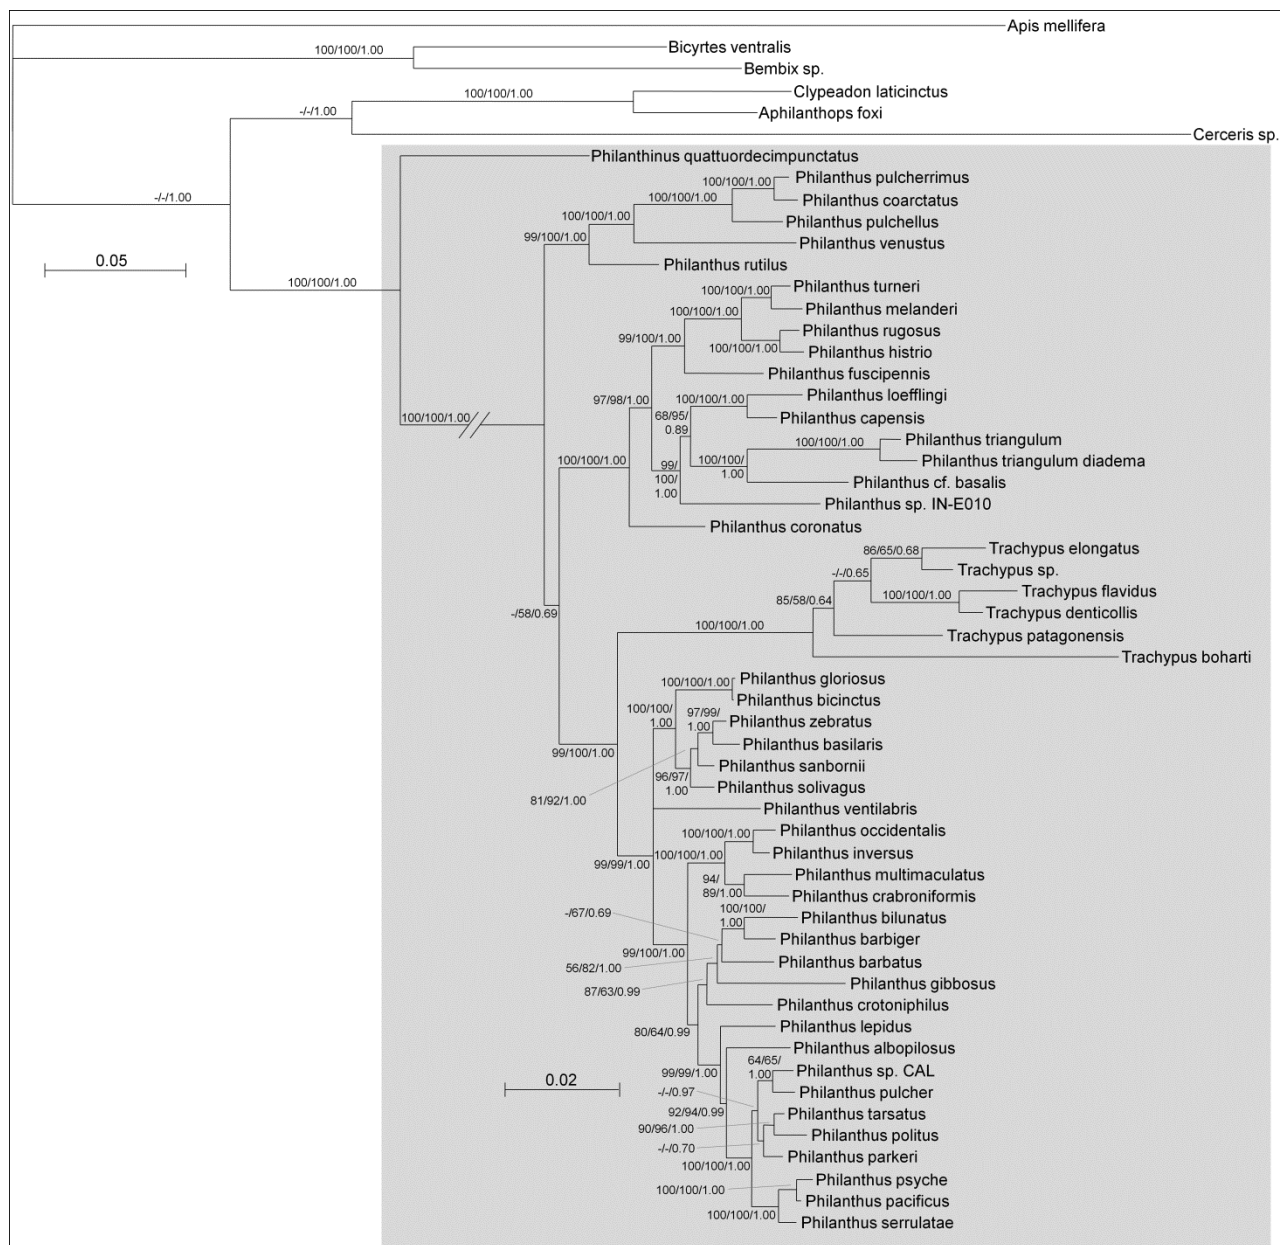 Apis mellifera
100/100/1.00
Bicyrtes ventralis
Bembix sp.
100/100/1.00
Clypeadon laticinctus
-/-/1.00
Aphilanthops foxi
Cerceris sp.
Philanthinus quattuordecimpunctatus
-/-/1.00
100/100/1.00
Philanthus pulcherrimus
100/100/1.00
Philanthus coarctatus
100/100/1.00
Philanthus pulchellus
99/100/1.00
Philanthus venustus
0.05
Philanthus rutilus
100/100/1.00
100/100/1.00
Philanthus turneri
100/100/1.00
Philanthus melanderi
99/100/1.00
Philanthus rugosus
100/100/1.00
Philanthus histrio
Philanthus fuscipennis
97/98/1.00
100/100/1.00
Philanthus loefflingi
68/95/
0.89
Philanthus capensis
100/100/1.00
100/100/1.00
Philanthus triangulum
100/100/1.00
99/
100/
1.00
100/100/
1.00
Philanthus triangulum diadema
Philanthus cf. basalis
Philanthus sp. IN-E010
Philanthus coronatus
86/65/0.68
Trachypus elongatus
-/-/0.65
Trachypus sp.
100/100/1.00
Trachypus flavidus
85/58/0.64
Trachypus denticollis
-/58/0.69
100/100/1.00
Trachypus patagonensis
Trachypus boharti
100/100/1.00
Philanthus gloriosus
Philanthus bicinctus
100/100/
1.00
97/99/
1.00
Philanthus zebratus
99/100/1.00
Philanthus basilaris
Philanthus sanbornii
96/97/
1.00
Philanthus solivagus
81/92/1.00
Philanthus ventilabris
100/100/1.00
Philanthus occidentalis
99/99/1.00
100/100/1.00
Philanthus inversus
94/
89/1.00
Philanthus multimaculatus
Philanthus crabroniformis
-/67/0.69
100/100/
1.00
Philanthus bilunatus
Philanthus barbiger
99/100/1.00
56/82/1.00
Philanthus barbatus
87/63/0.99
Philanthus gibbosus
Philanthus crotoniphilus
80/64/0.99
Philanthus lepidus
Philanthus albopilosus
99/99/1.00
64/65/
1.00
Philanthus sp. CAL
0.02
-/-/0.97
Philanthus pulcher
92/94/0.99
Philanthus tarsatus
90/96/1.00
Philanthus politus
-/-/0.70
Philanthus parkeri
100/100/1.00
Philanthus psyche
100/100/1.00
Philanthus pacificus
100/100/1.00
Philanthus serrulatae